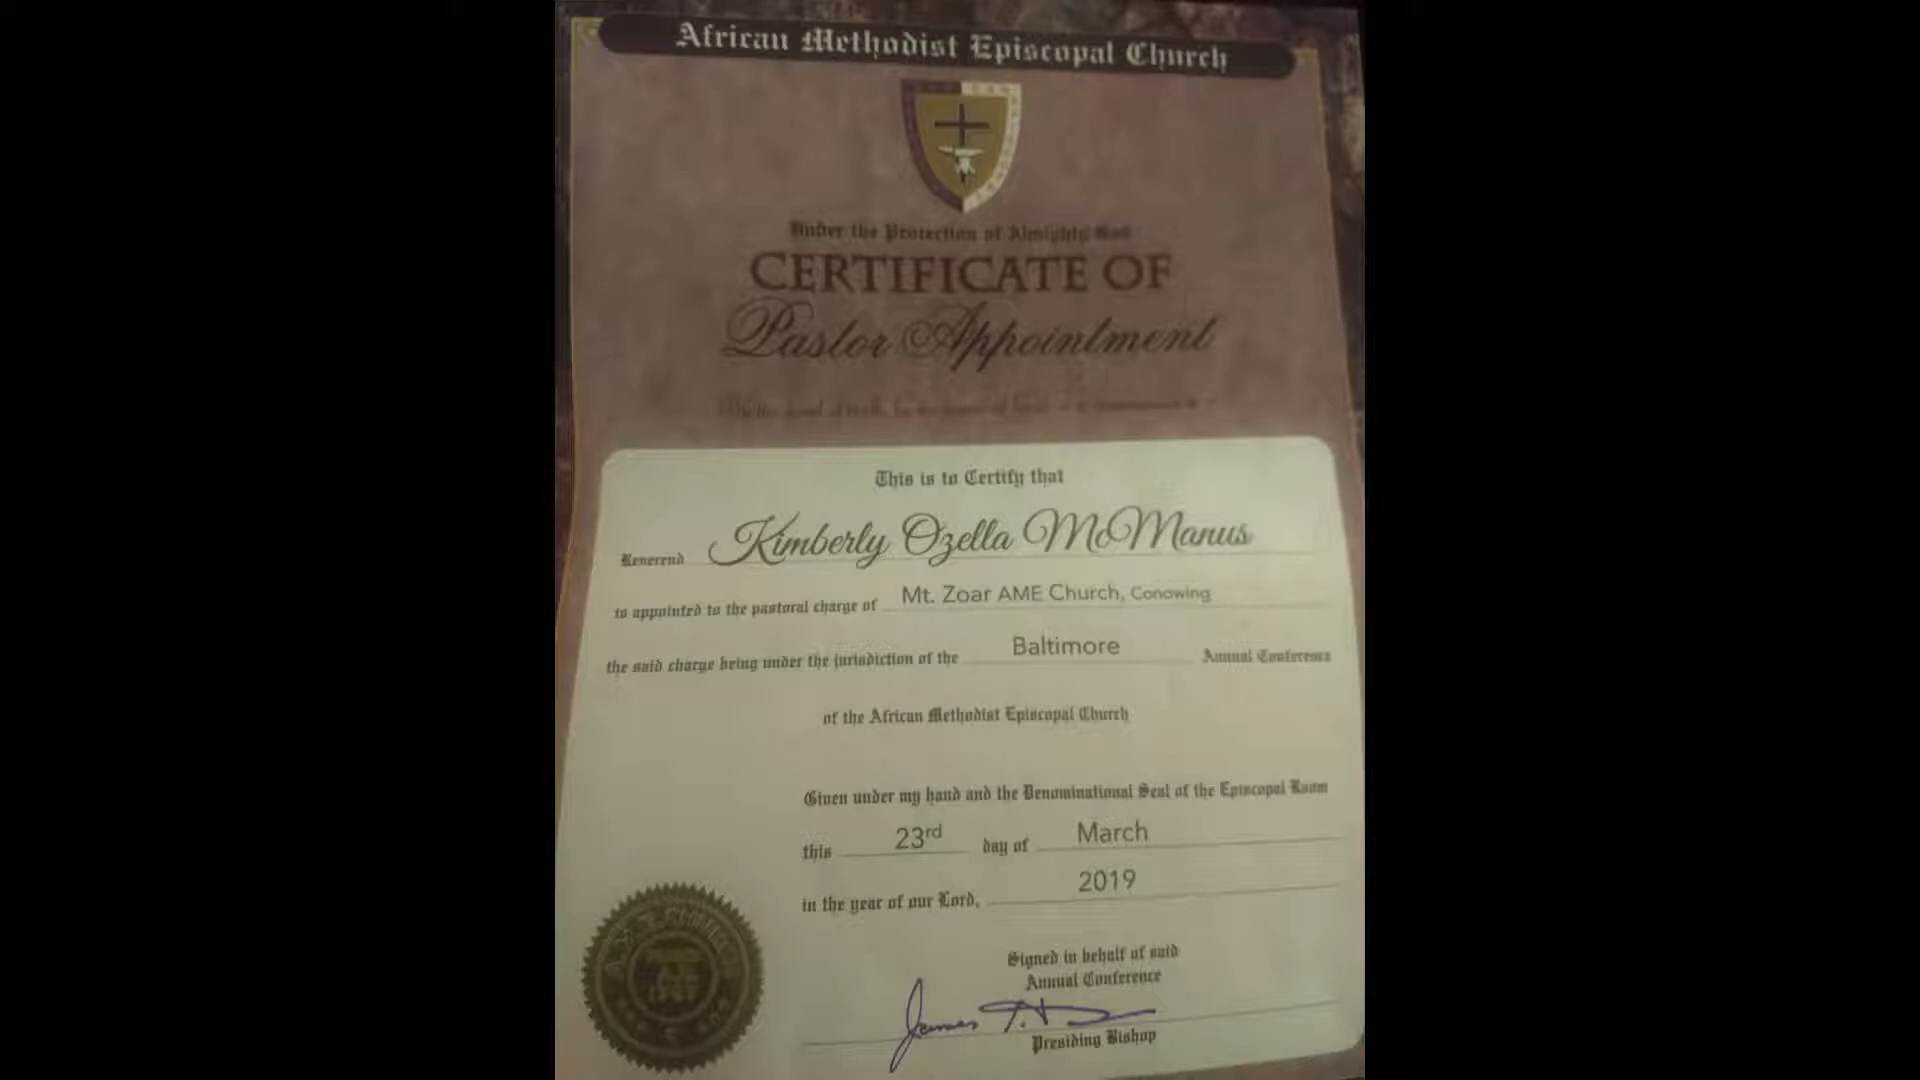 African Methodist Episcopal Church
Under the Protection of Almighty God
CERTIFICATE OF
Pastor Appointment
This is to Certify that
Reverend Kimberly Ozella McManus
is appointed to the pastoral charge of Mt. Zoar AME Church, Conowing
the said charge being under the jurisdiction of the Baltimore Annual Conference
of the African Methodist Episcopal Church
Given under my hand and the Denominational Seal of the Episcopal Room
this 23rd day of March
in the year of our Lord, 2019
Signed in behalf of said
Annual Conference
James
Presiding Bishop